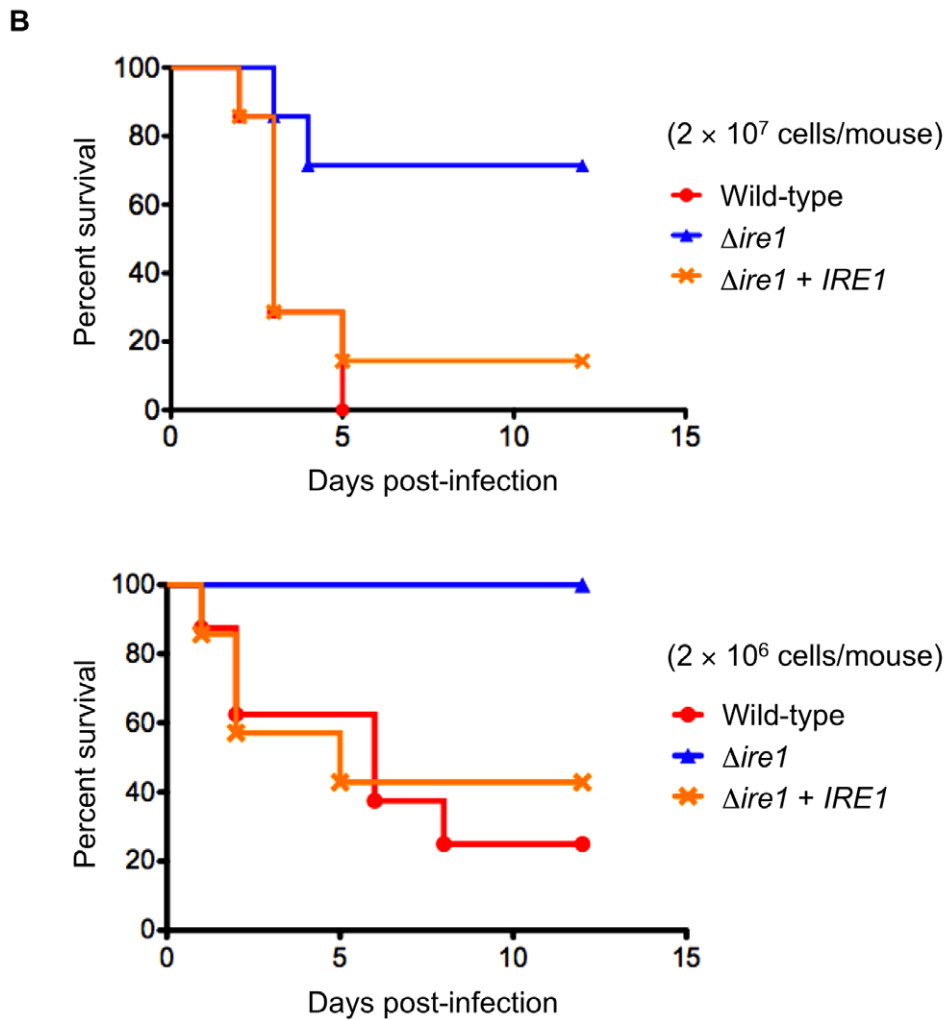 B
100
80
60
40
20
0
Percent survival
0 5 10 15
Days post-infection
(2 × 10⁷ cells/mouse)
Wild-type
Δire1
Δire1 + IRE1
100
80
60
40
20
0
Percent survival
0 5 10 15
Days post-infection
(2 × 10⁶ cells/mouse)
Wild-type
Δire1
Δire1 + IRE1